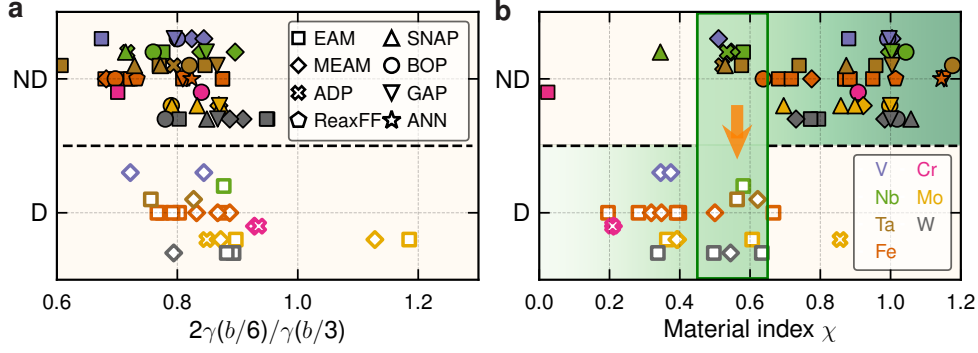 a
ND
D
EAM SNAP
MEAM BOP
ADP GAP
ReaxFF ANN
0.6 0.8 1.0 1.2
2γ(b/6)/γ(b/3)
b
ND
D
V Cr
Nb Mo
Ta W
Fe
0.0 0.2 0.4 0.6 0.8 1.0 1.2
Material index χ